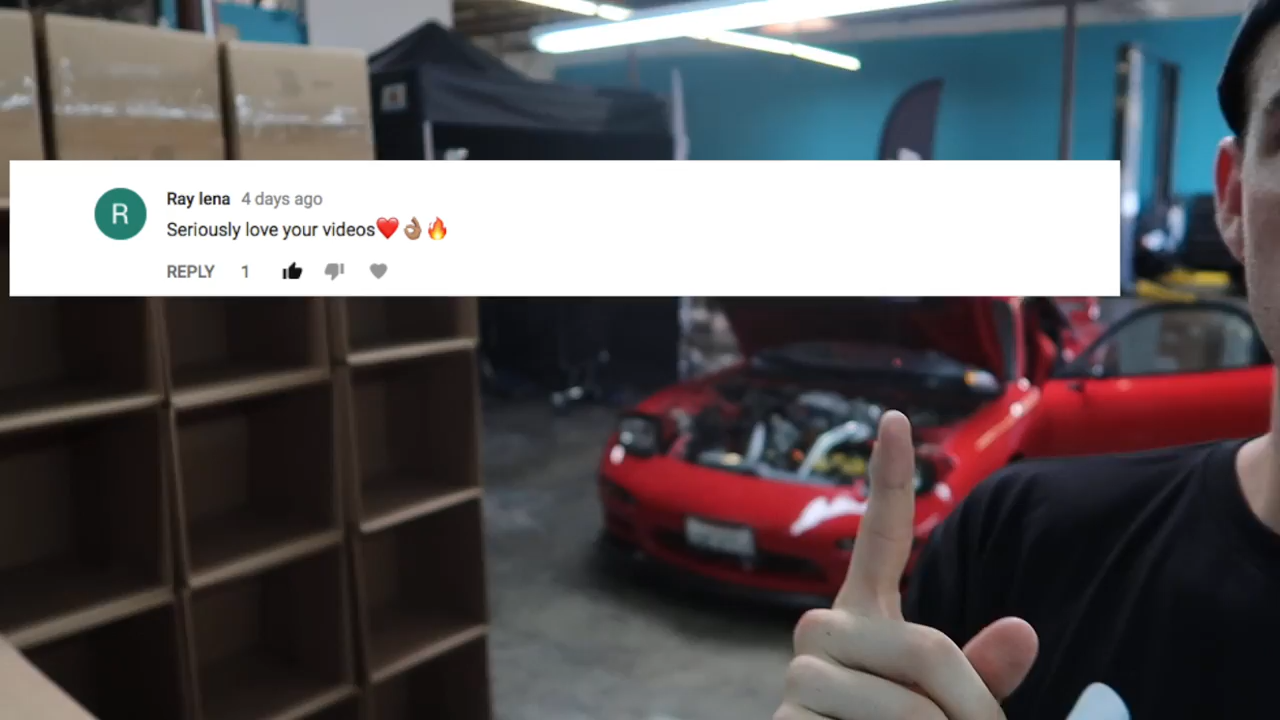 R
Ray lena 4 days ago
Seriously love your videos❤️👌🏽🔥
REPLY 1